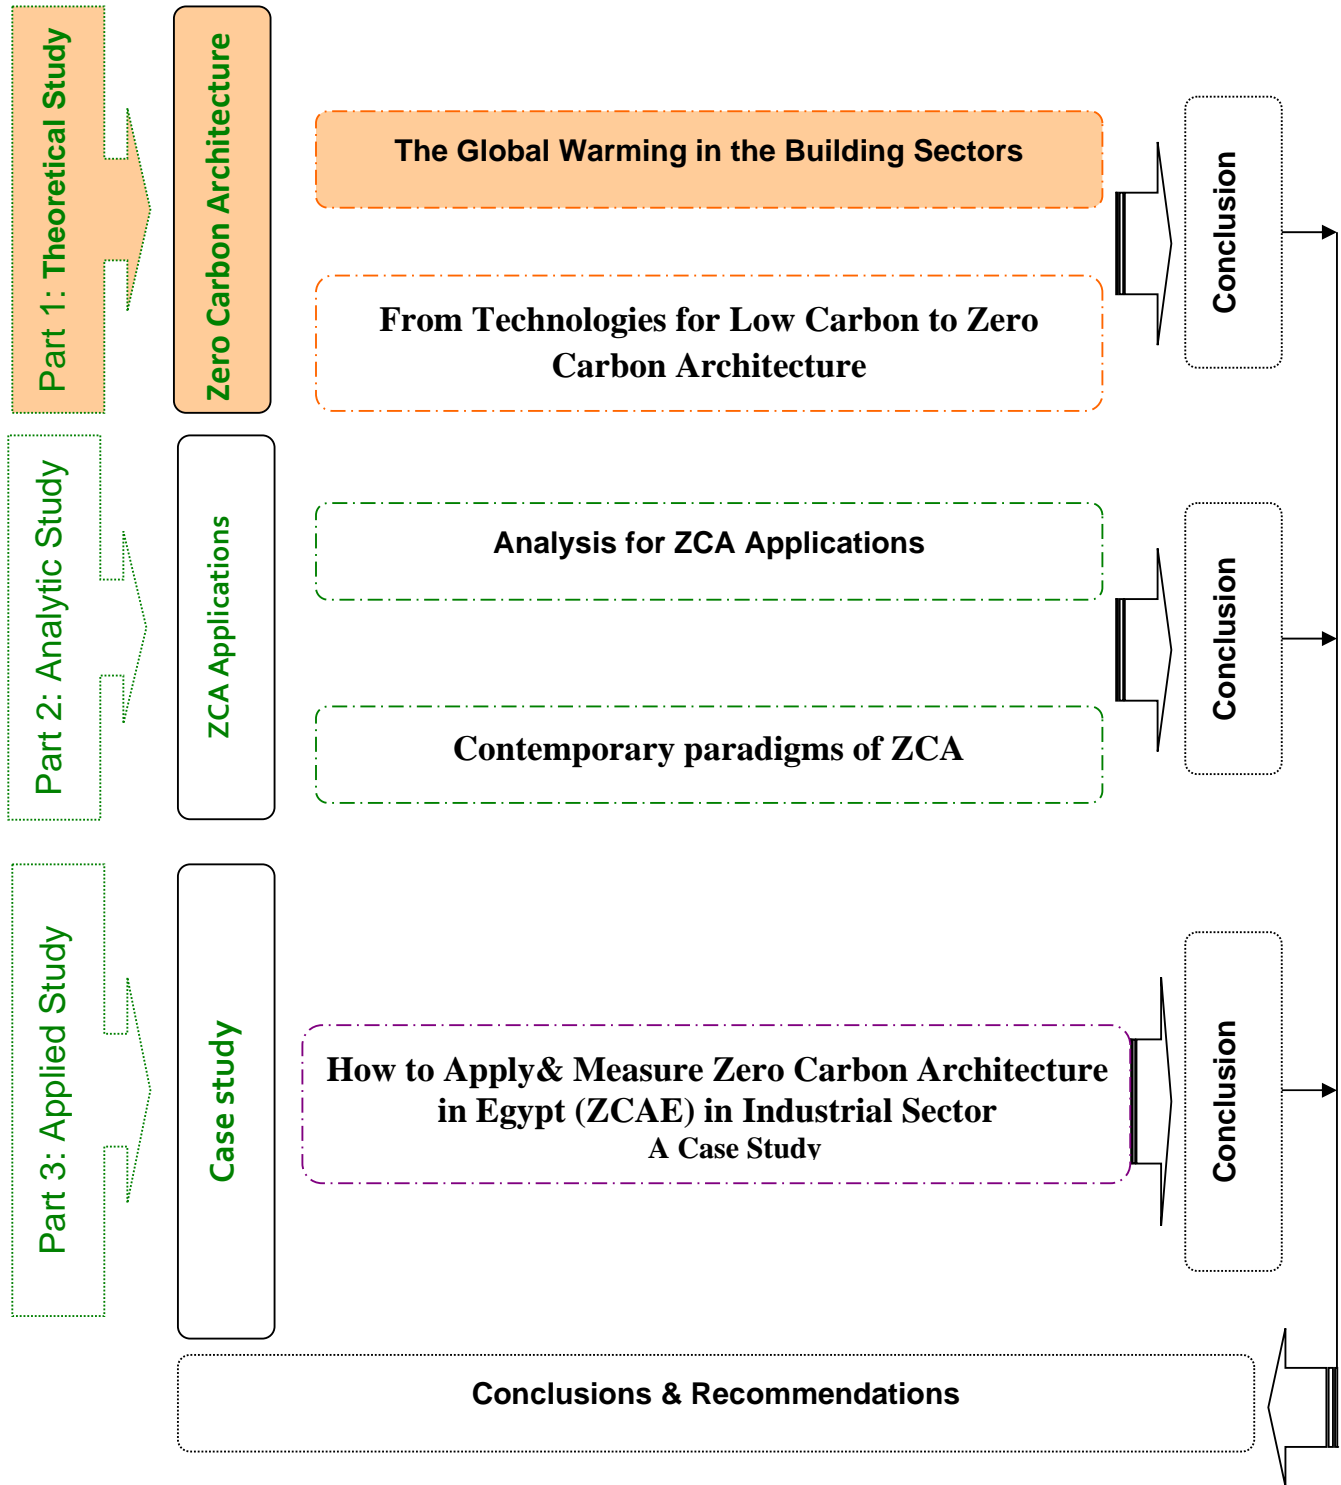 Part 1: Theoretical Study
Zero Carbon Architecture
The Global Warming in the Building Sectors
From Technologies for Low Carbon to Zero
Carbon Architecture
Conclusion
Part 2: Analytic Study
ZCA Applications
Analysis for ZCA Applications
Contemporary paradigms of ZCA
Conclusion
Part 3: Applied Study
Case study
How to Apply& Measure Zero Carbon Architecture
in Egypt (ZCAE) in Industrial Sector
A Case Study
Conclusion
Conclusions & Recommendations